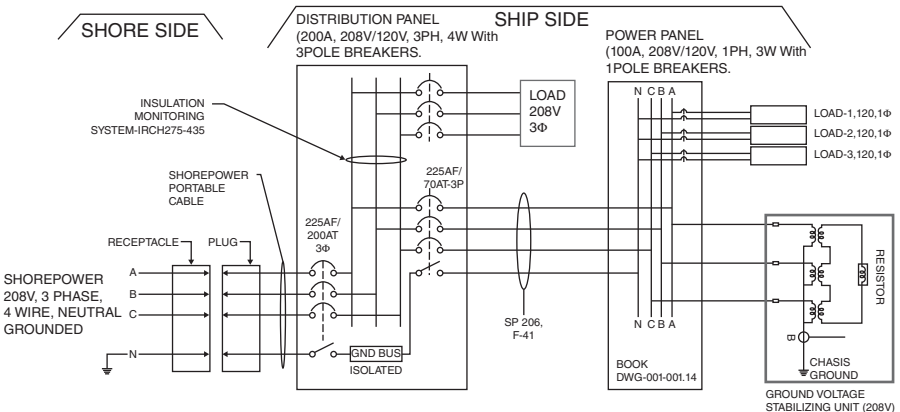 SHORE SIDE
SHIP SIDE
DISTRIBUTION PANEL
(200A, 208V/120V, 3PH, 4W With
3POLE BREAKERS.
POWER PANEL
(100A, 208V/120V, 1PH, 3W With
1POLE BREAKERS.
INSULATION
MONITORING
SYSTEM-IRCH275-435
LOAD
208V
3Φ
N C B A
LOAD-1,120,1Φ
LOAD-2,120,1Φ
LOAD-3,120,1Φ
SHOREPOWER
PORTABLE
CABLE
225AF/
70AT-3P
225AF/
200AT
3Φ
RECEPTACLE
PLUG
SHOREPOWER
208V, 3 PHASE,
4 WIRE, NEUTRAL
GROUNDED
A
B
C
N
GND BUS
ISOLATED
SP 206,
F-41
N C B A
BOOK
DWG-001-001.14
RESISTOR
B
CHASIS
GROUND
GROUND VOLTAGE
STABILIZING UNIT (208V)